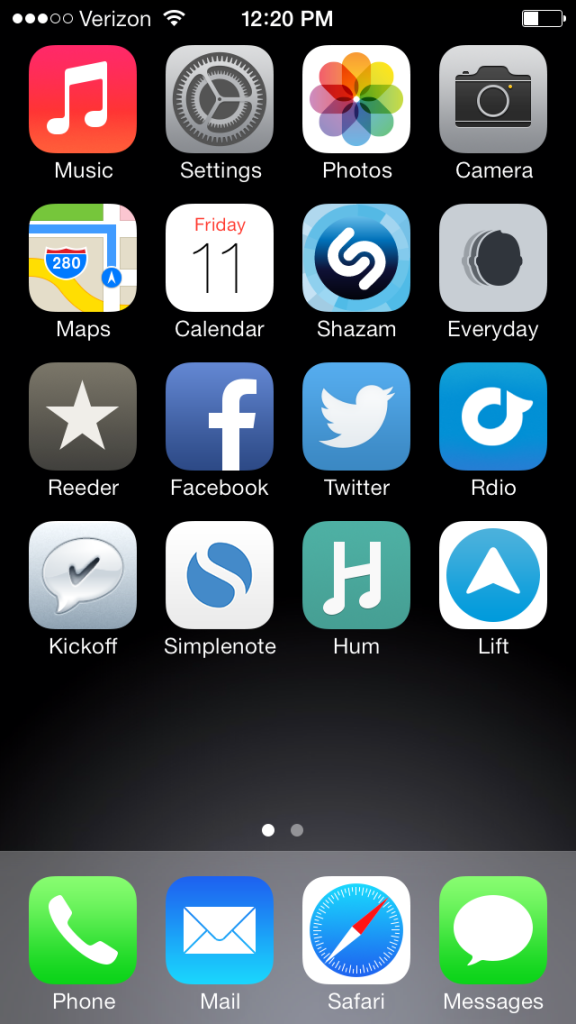 Verizon 12:20 PM
Music Settings Photos Camera
280
Friday
11
Maps Calendar Shazam Everyday
Reeder Facebook Twitter Rdio
Kickoff Simplenote Hum Lift
Phone Mail Safari Messages